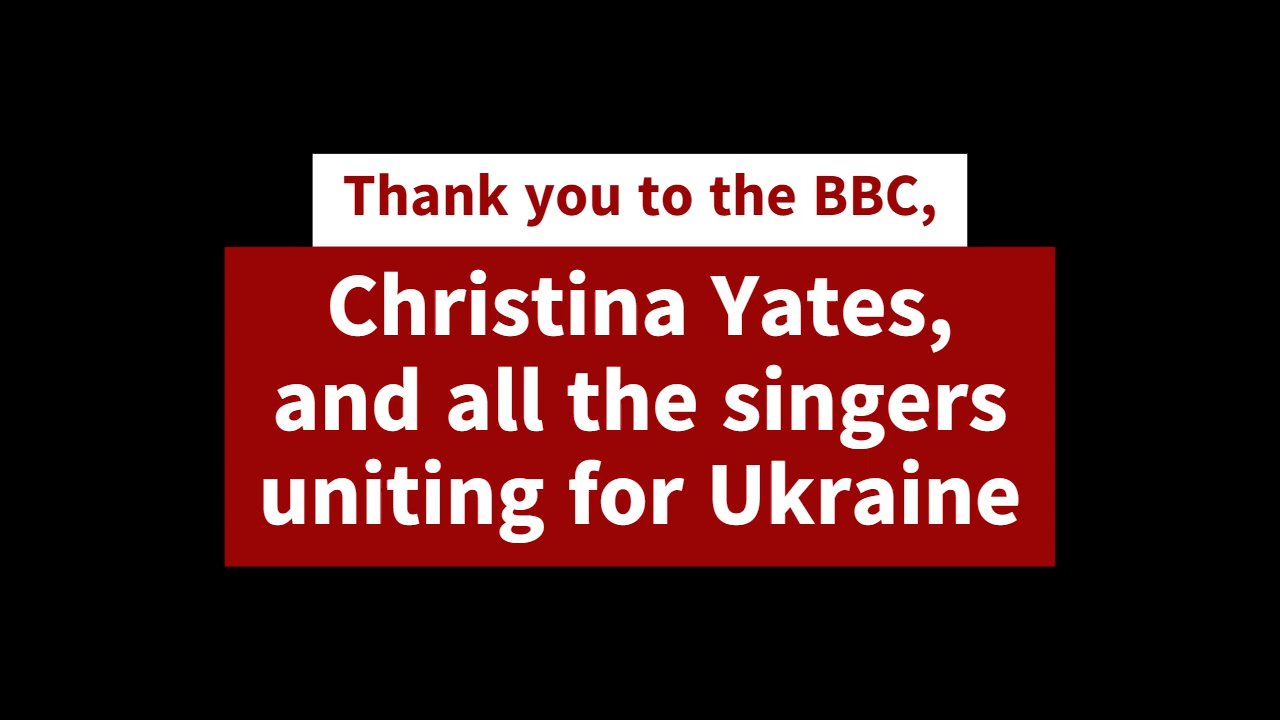 Thank you to the BBC,
Christina Yates,
and all the singers
uniting for Ukraine